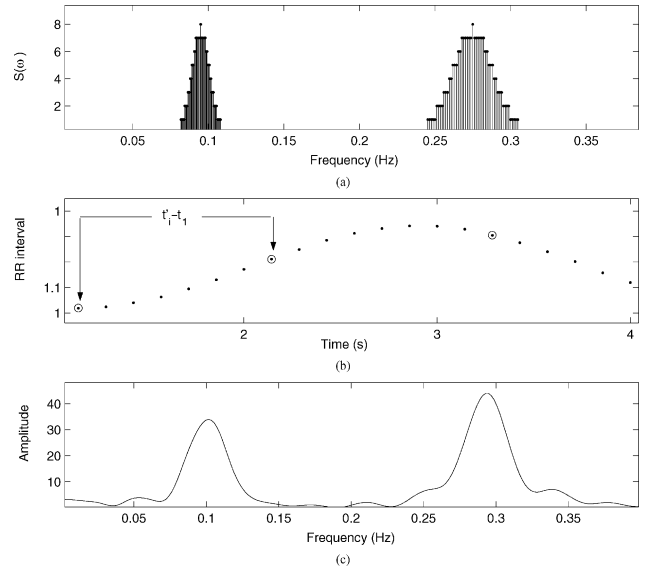 8
6
4
2
S(ω)
0.05 0.1 0.15 0.2 0.25 0.3 0.35
Frequency (Hz)
(a)
1
1.1
1
RR interval
t'i–t1
2 3 4
Time (s)
(b)
40
30
20
10
Amplitude
0.05 0.1 0.15 0.2 0.25 0.3 0.35
Frequency (Hz)
(c)